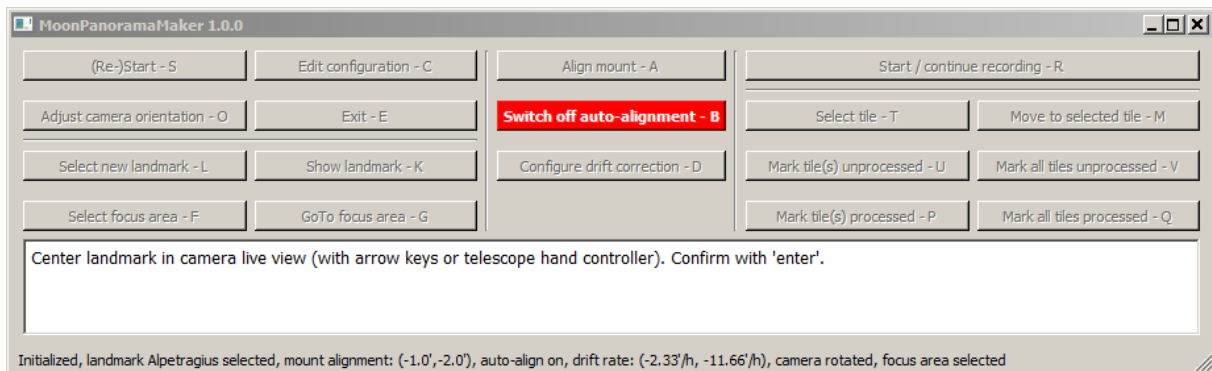 MoonPanoramaMaker 1.0.0
(Re-)Start - S
Edit configuration - C
Align mount - A
Start / continue recording - R
Adjust camera orientation - O
Exit - E
Switch off auto-alignment - B
Select tile - T
Move to selected tile - M
Select new landmark - L
Show landmark - K
Configure drift correction - D
Mark tile(s) unprocessed - U
Mark all tiles unprocessed - V
Select focus area - F
GoTo focus area - G
Mark tile(s) processed - P
Mark all tiles processed - Q
Center landmark in camera live view (with arrow keys or telescope hand controller). Confirm with 'enter'.
Initialized, landmark Alpetragius selected, mount alignment: (-1.0',-2.0'), auto-align on, drift rate: (-2.33'/h, -11.66'/h), camera rotated, focus area selected